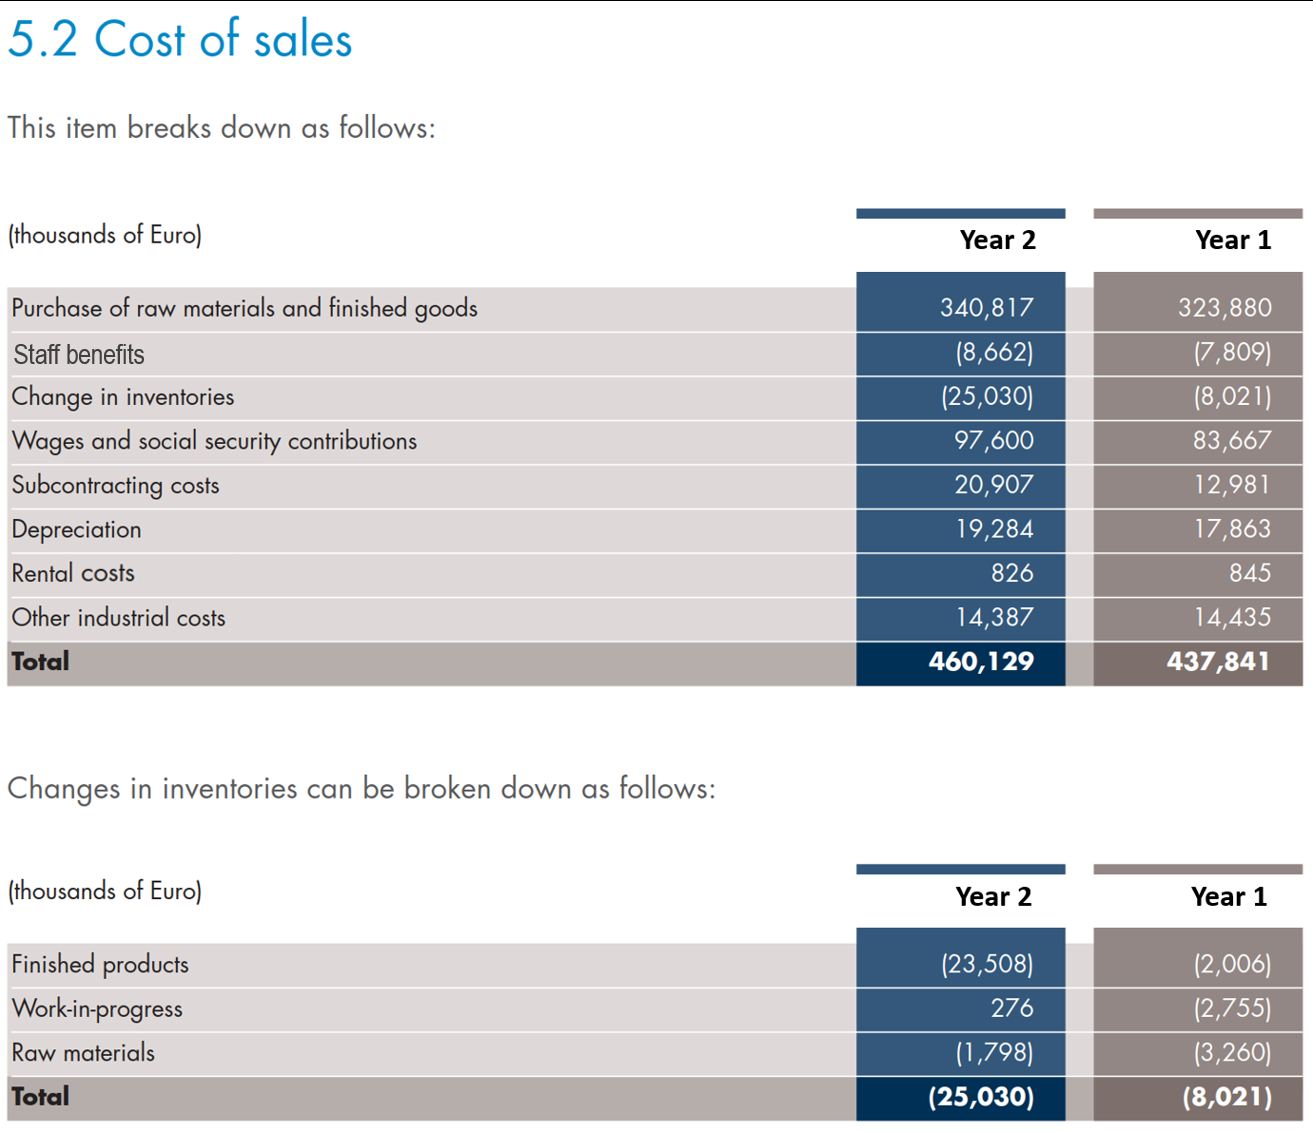 5.2 Cost of sales
This item breaks down as follows:
(thousands of Euro) Year 2 Year 1
Purchase of raw materials and finished goods 340,817 323,880
Staff benefits (8,662) (7,809)
Change in inventories (25,030) (8,021)
Wages and social security contributions 97,600 83,667
Subcontracting costs 20,907 12,981
Depreciation 19,284 17,863
Rental costs 826 845
Other industrial costs 14,387 14,435
Total 460,129 437,841
Changes in inventories can be broken down as follows:
(thousands of Euro) Year 2 Year 1
Finished products (23,508) (2,006)
Work-in-progress 276 (2,755)
Raw materials (1,798) (3,260)
Total (25,030) (8,021)